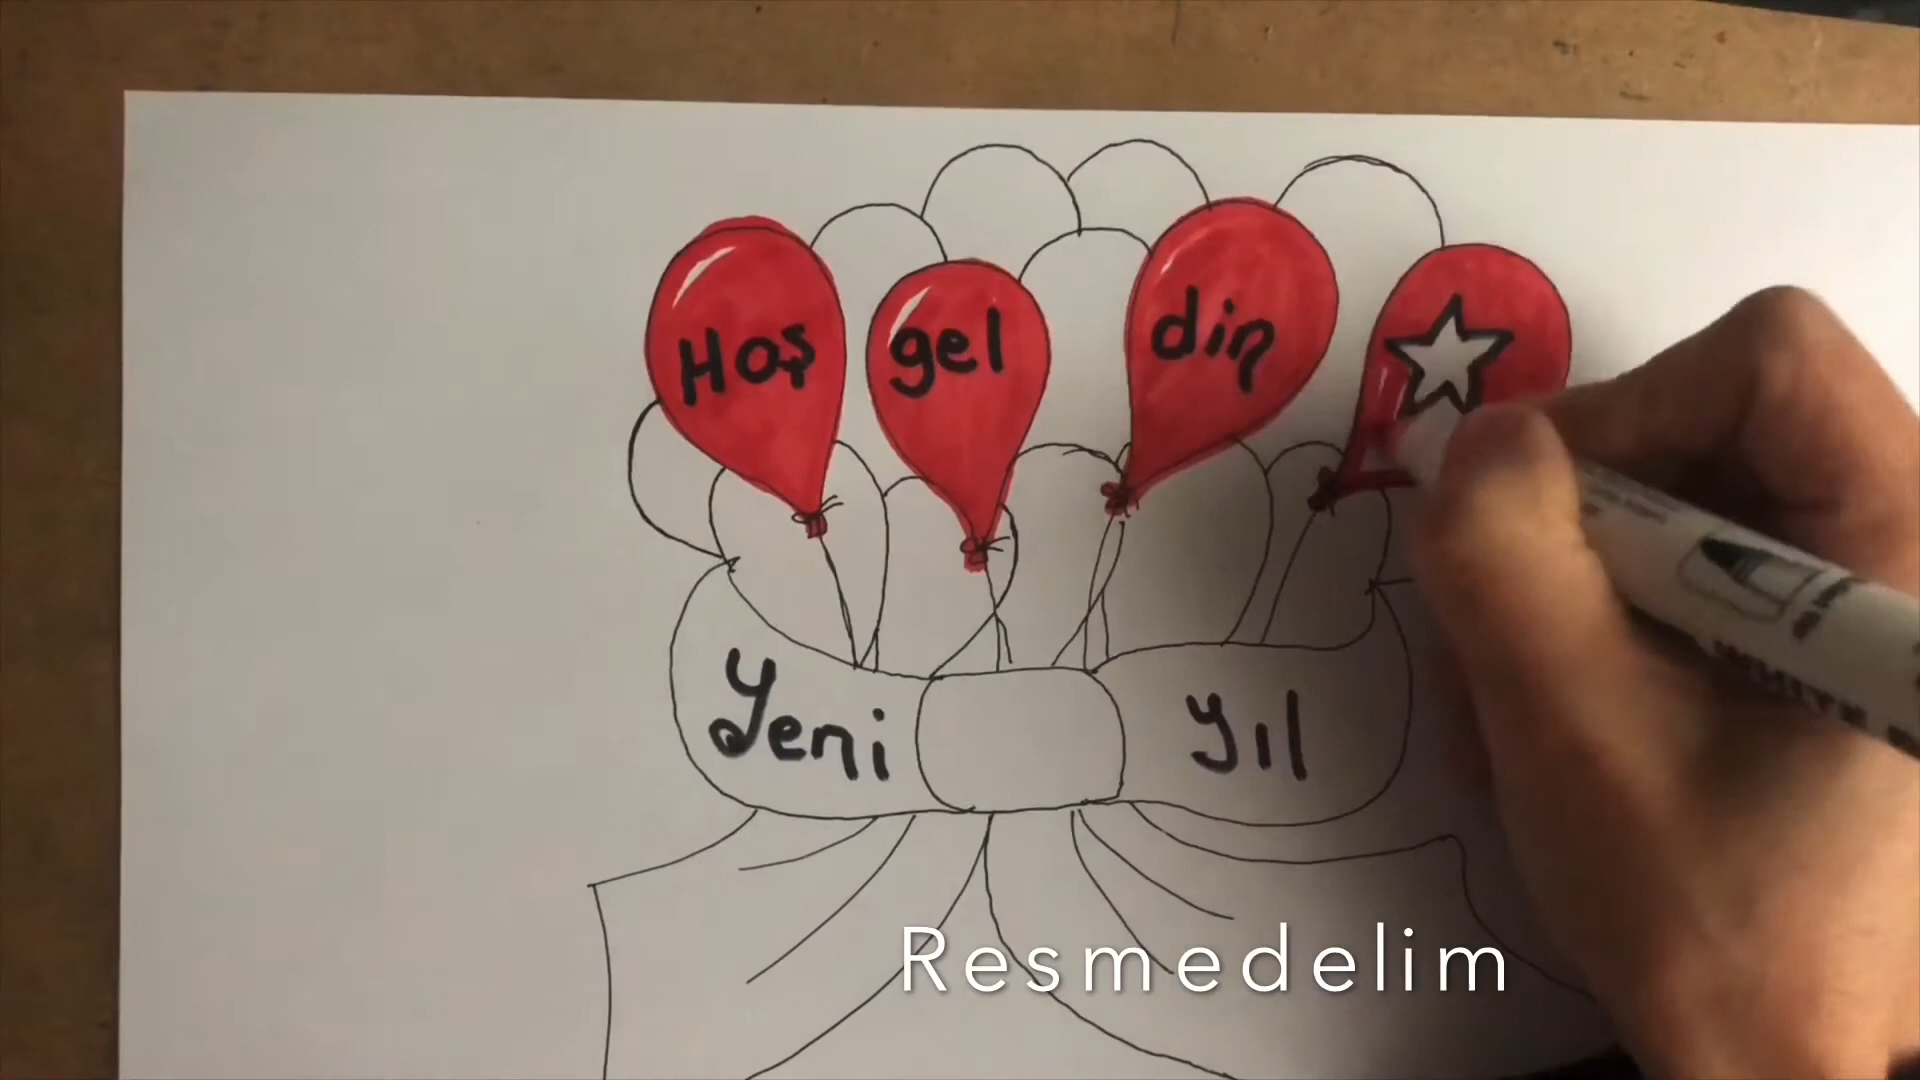 Hoş gel din
Yeni Yıl
Resmedelim